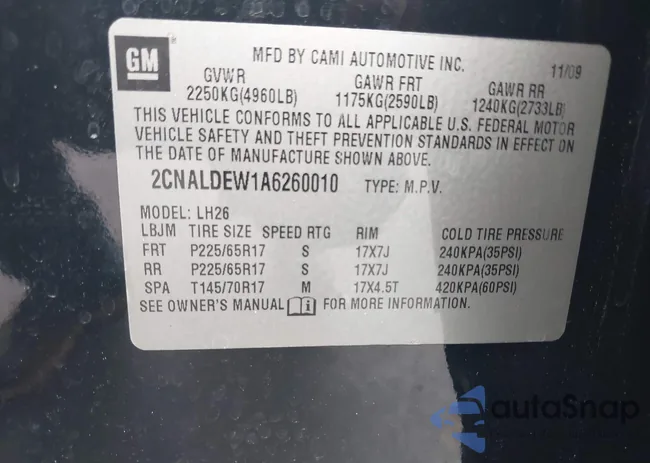 GM
MFD BY CAMI AUTOMOTIVE INC.
11/09
GVWR GAWR FRT GAWR RR
2250KG(4960LB) 1175KG(2590LB) 1240KG(2733LB)
THIS VEHICLE CONFORMS TO ALL APPLICABLE U.S. FEDERAL MOTOR
VEHICLE SAFETY AND THEFT PREVENTION STANDARDS IN EFFECT ON
THE DATE OF MANUFACTURE SHOWN ABOVE.
2CNALDEW1A6260010 TYPE: M.P.V.
MODEL: LH26
LBJM TIRE SIZE SPEED RTG RIM COLD TIRE PRESSURE
FRT P225/65R17 S 17X7J 240KPA(35PSI)
RR P225/65R17 S 17X7J 240KPA(35PSI)
SPA T145/70R17 M 17X4.5T 420KPA(60PSI)
SEE OWNER'S MANUAL FOR MORE INFORMATION.
autoSnap